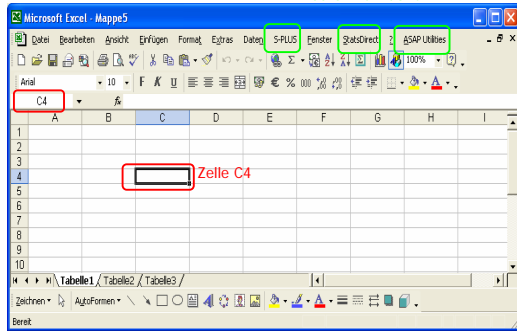 Microsoft Excel - Mappe5
Datei Bearbeiten Ansicht Einfügen Format Extras Daten S-PLUS Fenster StatsDirect ? ASAP Utilities
100%
Arial 10 F K U € % 000
C4 fx
A B C D E F G H I
1
2
3
4 Zelle C4
5
6
7
8
9
10
Tabelle1 / Tabelle2 / Tabelle3 /
Zeichnen AutoFormen
Bereit